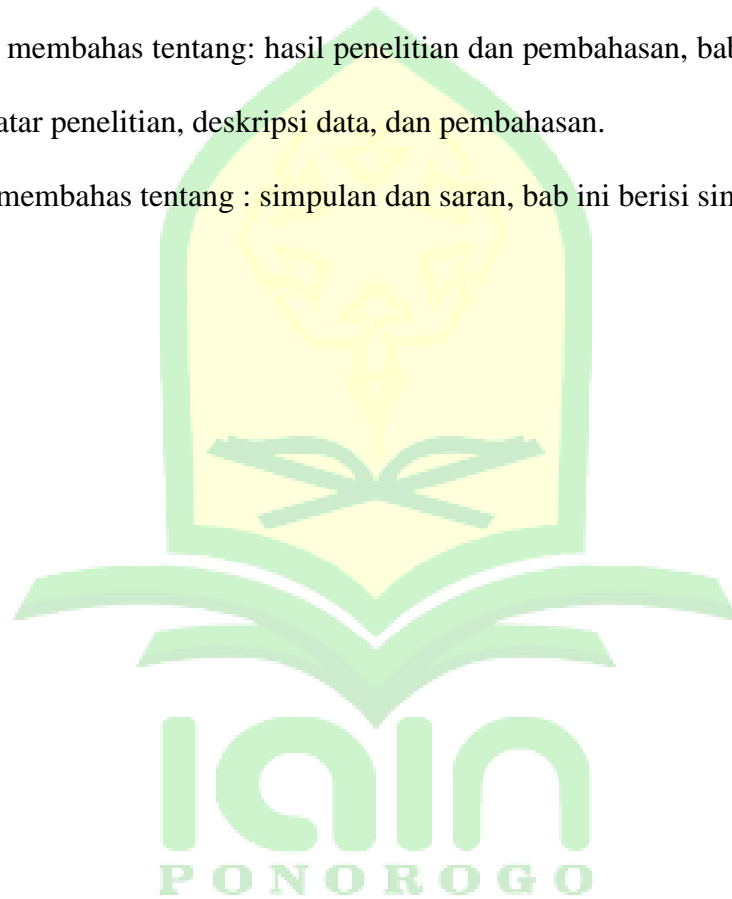 membahas tentang: hasil penelitian dan pembahasan, bab
atar penelitian, deskripsi data, dan pembahasan.
membahas tentang : simpulan dan saran, bab ini berisi sim
iain
PONOROGO